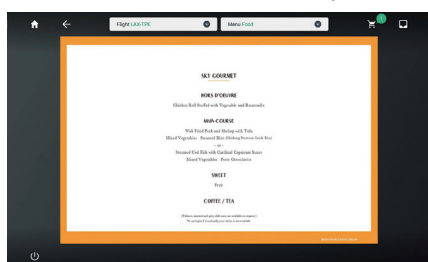 Flight LAX-TPE
Menu Food
SKY GOURMET
HORS D'OEUVRE
Chicken Roll Stuffed with Vegetable and Ratatouille
MAIN COURSE
Wok Fried Pork and Shrimp with Tofu
Mixed Vegetables Steamed Rice
- or -
Steamed Cod Fish with Cardinal Capsicum Sauce
Mixed Vegetables
SWEET
Fruit
COFFEE / TEA